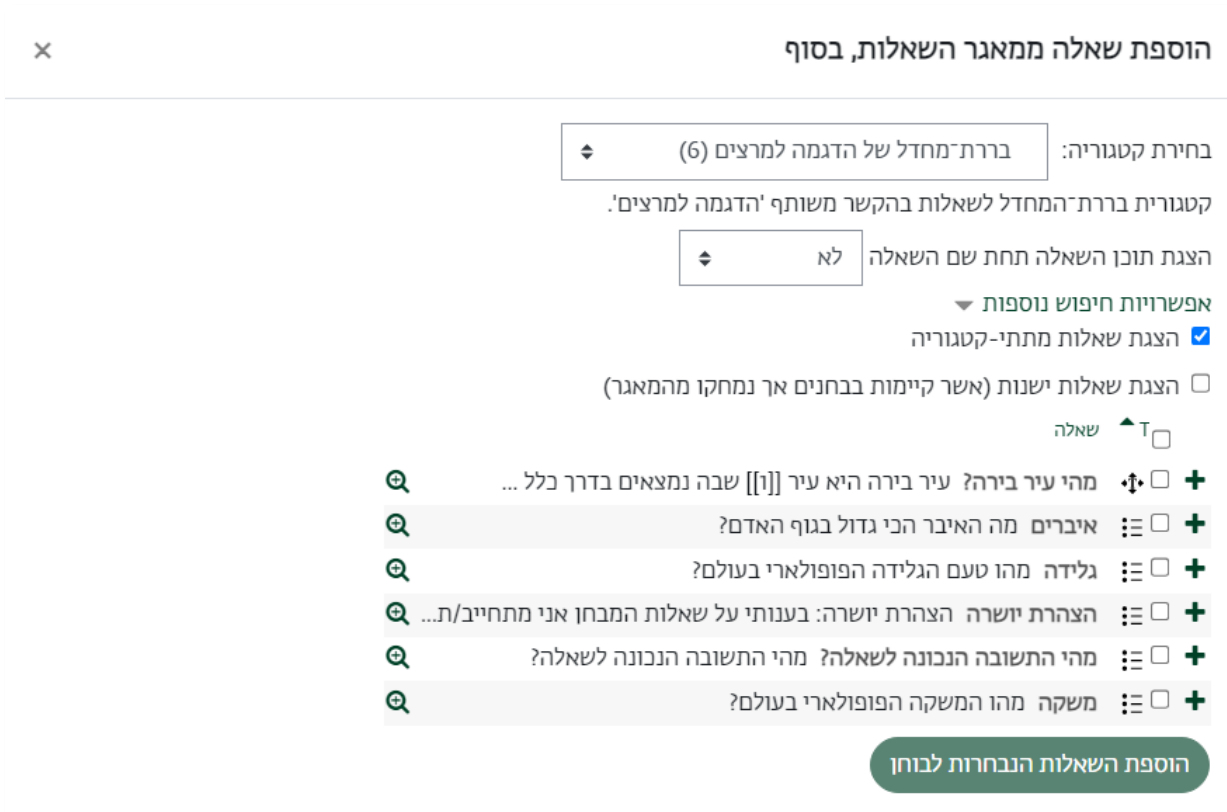 הוספת שאלה ממאגר השאלות, בסוף
בחירת קטגוריה: בררת־מחדל של הדגמה למרצים (6)
קטגורית בררת־המחדל לשאלות בהקשר משותף 'הדגמה למרצים'.
הצגת תוכן השאלה תחת שם השאלה לא
אפשרויות חיפוש נוספות
הצגת שאלות מתתי-קטגוריה
הצגת שאלות ישנות (אשר קיימות בבחנים אך נמחקו מהמאגר)
T שאלה
מהי עיר בירה? עיר בירה היא עיר [[1]] שבה נמצאים בדרך כלל ...
איברים מה האיבר הכי גדול בגוף האדם?
גלידה מהו טעם הגלידה הפופולארי בעולם?
הצהרת יושרה הצהרת יושרה: בענותי על שאלות המבחן אני מתחייב/ת...
מהי התשובה הנכונה לשאלה? מהי התשובה הנכונה לשאלה?
משקה מהו המשקה הפופולארי בעולם?
הוספת השאלות הנבחרות לבוחן